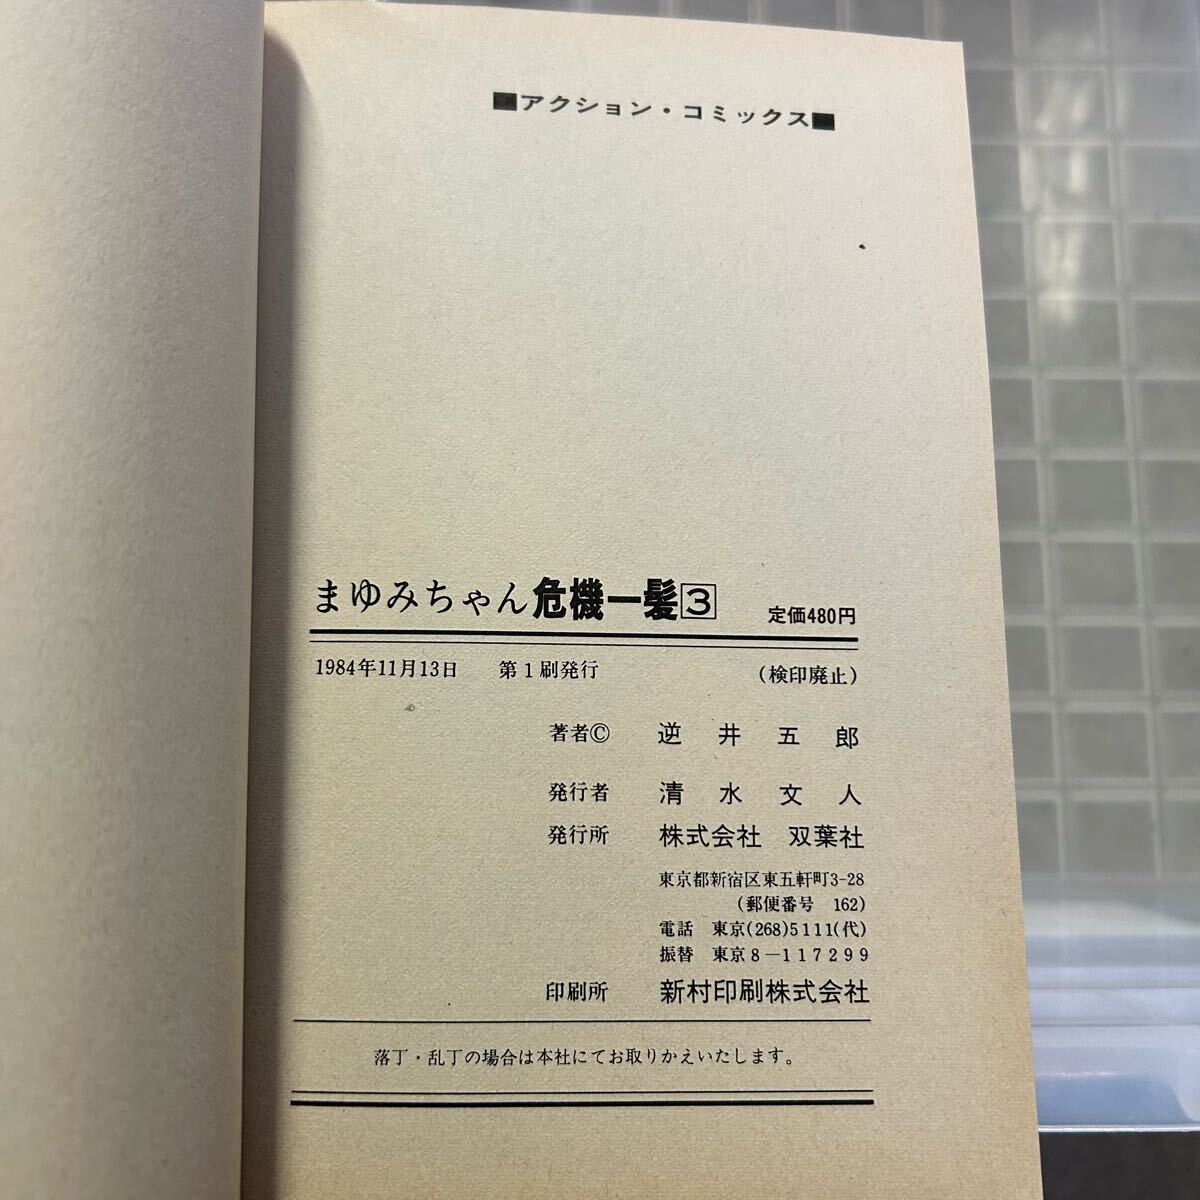 ■アクション・コミックス■
まゆみちゃん危機一髪3 定価480円
1984年11月13日 第1刷発行 (検印廃止)
著者© 逆井五郎
発行者 清水文人
発行所 株式会社 双葉社
東京都新宿区東五軒町3-28
(郵便番号 162)
電話 東京(268)5111(代)
振替 東京8-117299
印刷所 新村印刷株式会社
落丁・乱丁の場合は本社にてお取りかえいたします。